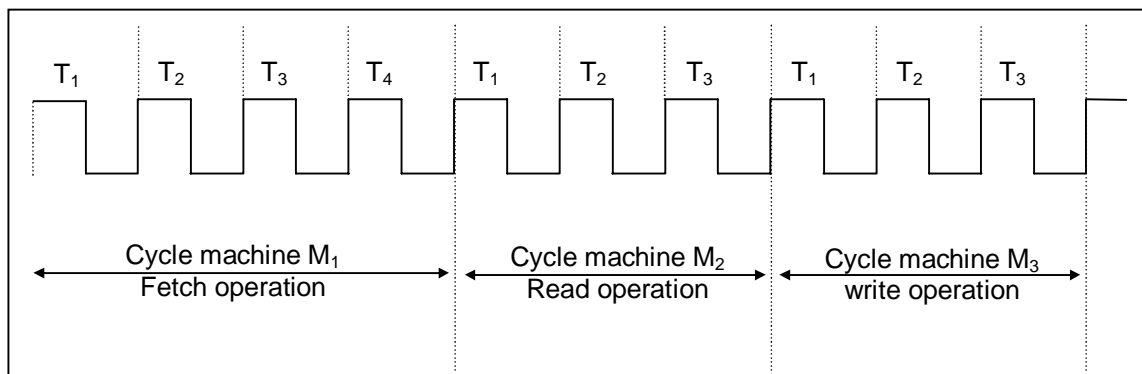 T₁ T₂ T₃ T₄ T₁ T₂ T₃ T₁ T₂ T₃
Cycle machine M₁
Fetch operation
Cycle machine M₂
Read operation
Cycle machine M₃
write operation